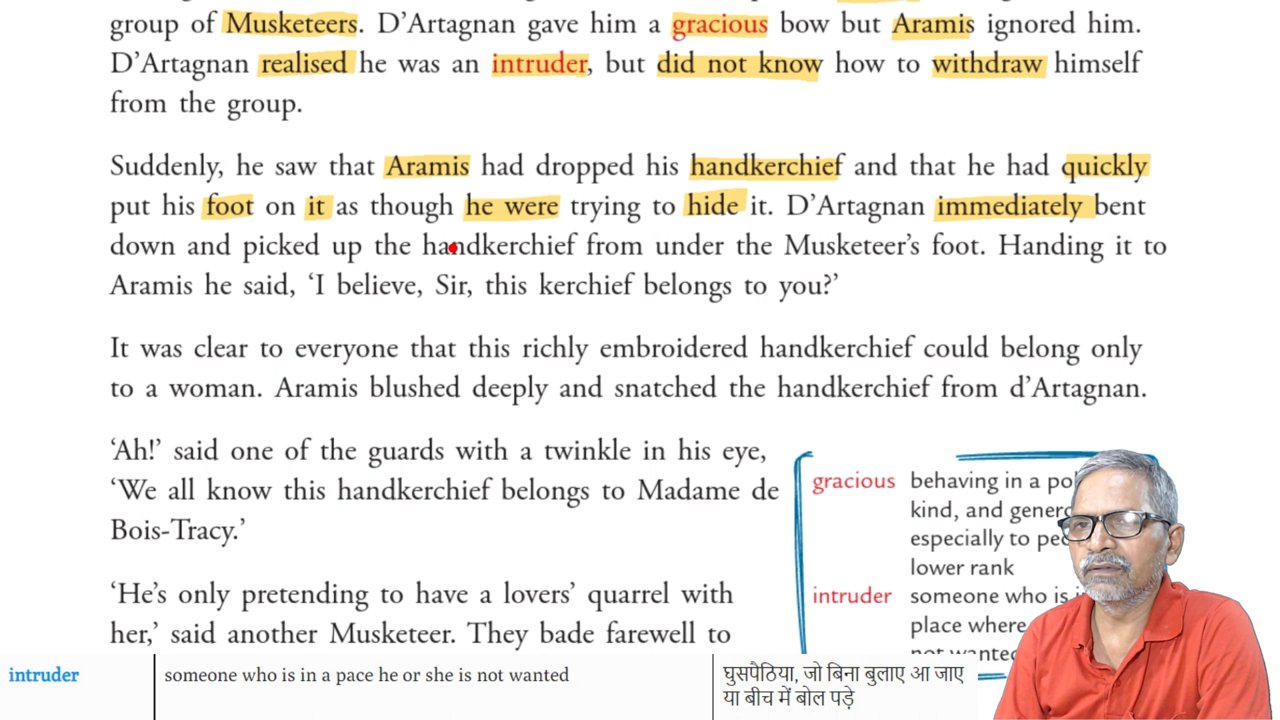 group of Musketeers. D’Artagnan gave him a gracious bow but Aramis ignored him.
D’Artagnan realised he was an intruder, but did not know how to withdraw himself
from the group.
Suddenly, he saw that Aramis had dropped his handkerchief and that he had quickly
put his foot on it as though he were trying to hide it. D’Artagnan immediately bent
down and picked up the handkerchief from under the Musketeer’s foot. Handing it to
Aramis he said, ‘I believe, Sir, this kerchief belongs to you?’
It was clear to everyone that this richly embroidered handkerchief could belong only
to a woman. Aramis blushed deeply and snatched the handkerchief from d’Artagnan.
‘Ah!’ said one of the guards with a twinkle in his eye,
‘We all know this handkerchief belongs to Madame de
Bois-Tracy.’
‘He’s only pretending to have a lovers’ quarrel with
her,’ said another Musketeer. They bade farewell to
gracious behaving in a
kind, and
especially to
lower rank
intruder someone who is
place where
intruder someone who is in a pace he or she is not wanted
घुसपैठिया, जो बिना बुलाए आ जाए
या बीच में बोल पड़े